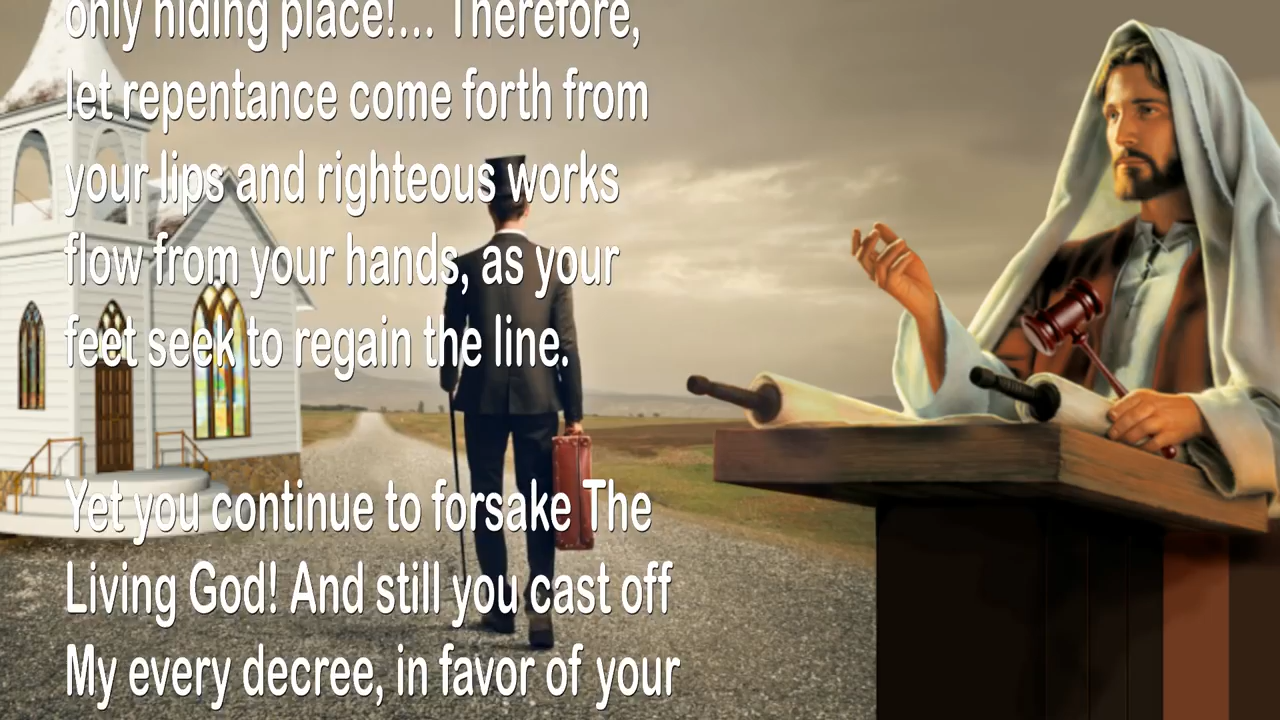 only hiding place!... Therefore,
let repentance come forth from
your lips and righteous works
flow from your hands, as your
feet seek to regain the line.
Yet you continue to forsake The
Living God! And still you cast off
My every decree, in favor of your